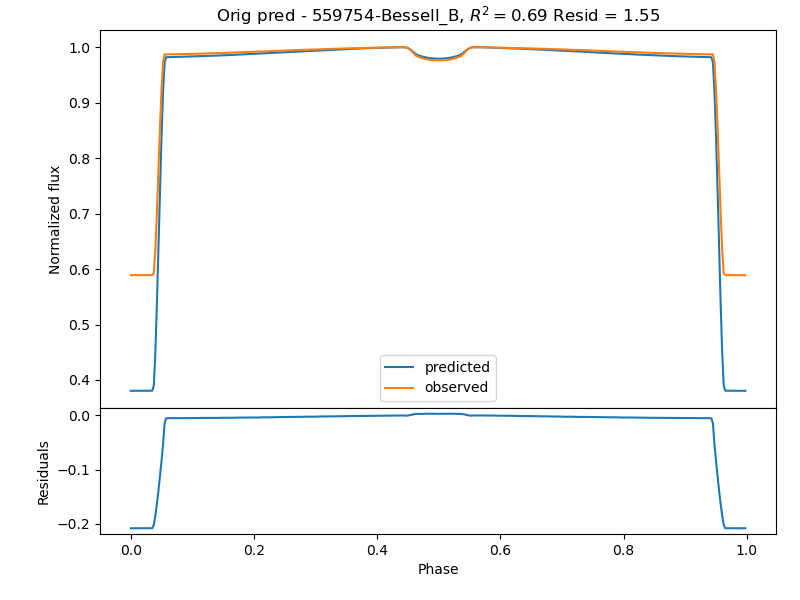 Orig pred - 559754-Bessell_B, $R^2 = 0.69$ Resid = 1.55
1.0
0.9
0.8
0.7
0.6
0.5
0.4
Normalized flux
predicted
observed
0.0
−0.1
−0.2
Residuals
0.0 0.2 0.4 0.6 0.8 1.0
Phase